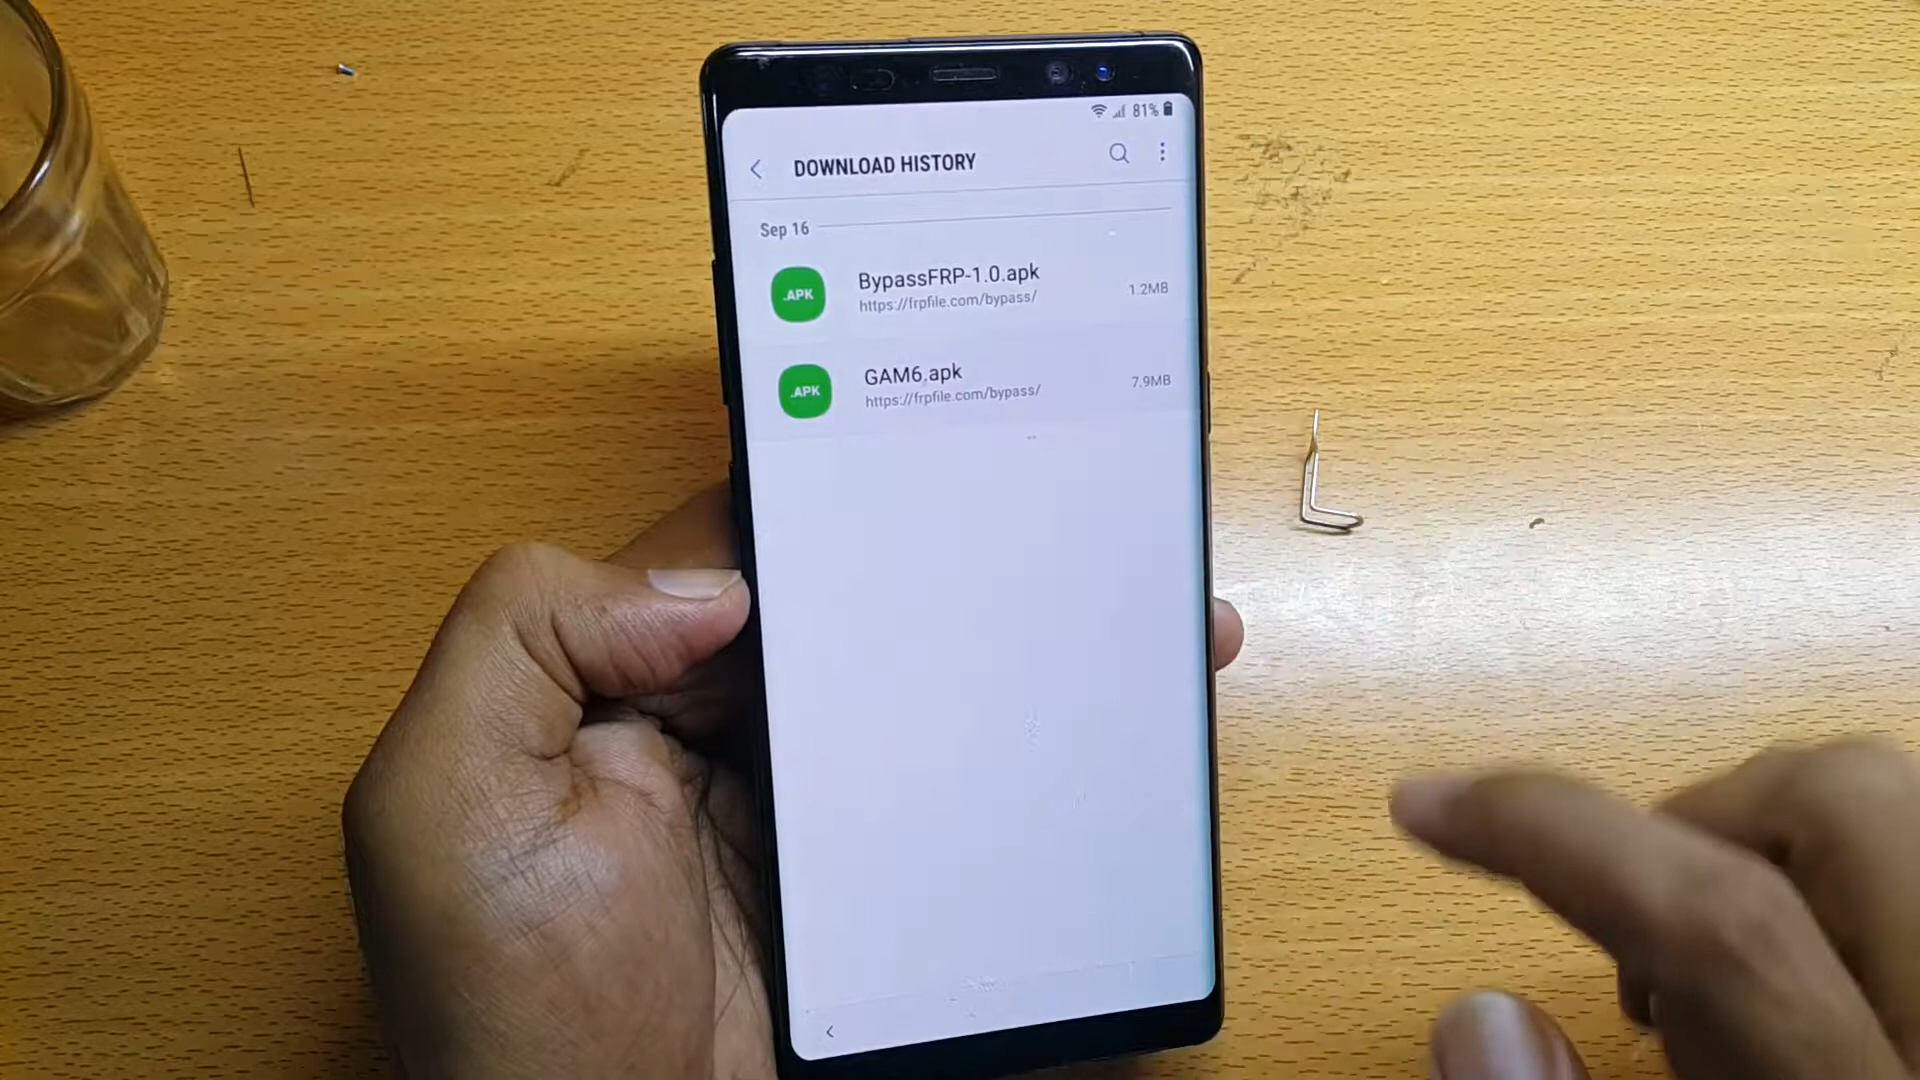 81%
DOWNLOAD HISTORY
Sep 16
.APK
BypassFRP-1.0.apk
https://frpfile.com/bypass/
1.2MB
.APK
GAM6.apk
https://frpfile.com/bypass/
7.9MB